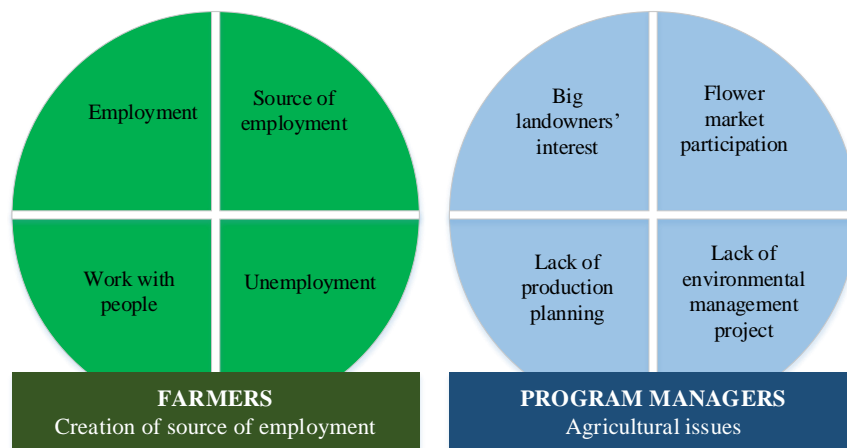 Employment
Source of
employment
Work with
people
Unemployment
FARMERS
Creation of source of employment
Big
landowners’
interest
Flower
market
participation
Lack of
production
planning
Lack of
environmental
management
project
PROGRAM MANAGERS
Agricultural issues